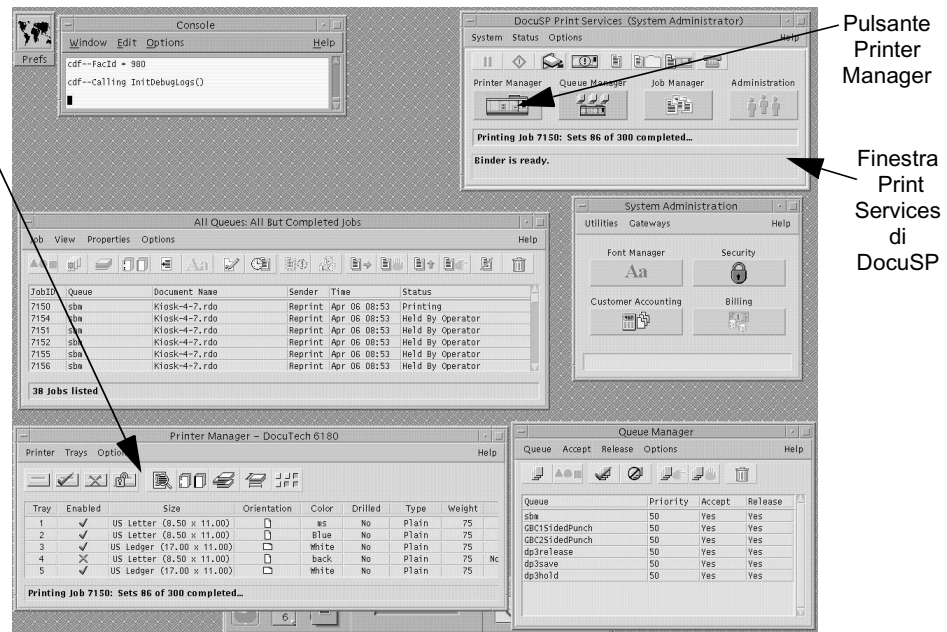 Prefs
Console
Window Edit Options Help
cdf--FacId = 980
cdf--Calling InitDebugLogs()
DocuSP Print Services (System Administrator)
System Status Options Help
Printer Manager Queue Manager Job Manager Administration
Printing Job 7150: Sets 86 of 300 completed...
Binder is ready.
Pulsante
Printer
Manager
Finestra
Print
Services
di
DocuSP
All Queues: All But Completed Jobs
Job View Properties Options Help
Aa
JobID Queue Document Name Sender Time Status
7150 sbm Kiosk-4-7.rdo Reprint Apr 06 08:53 Printing
7154 sbm Kiosk-4-7.rdo Reprint Apr 06 08:53 Held By Operator
7151 sbm Kiosk-4-7.rdo Reprint Apr 06 08:53 Held By Operator
7152 sbm Kiosk-4-7.rdo Reprint Apr 06 08:53 Held By Operator
7155 sbm Kiosk-4-7.rdo Reprint Apr 06 08:53 Held By Operator
7156 sbm Kiosk-4-7.rdo Reprint Apr 06 08:53 Held By Operator
38 Jobs listed
System Administration
Utilities Gateways Help
Font Manager Security
Aa
Customer Accounting Billing
Printer Manager - DocuTech 6180
Printer Trays Options Help
Tray Enabled Size Orientation Color Drilled Type Weight
1 US Letter (8.50 x 11.00) ms No Plain 75
2 US Letter (8.50 x 11.00) Blue No Plain 75
3 US Ledger (17.00 x 11.00) White No Plain 75
4 US Letter (8.50 x 11.00) back No Plain 75 Nc
5 US Ledger (17.00 x 11.00) White No Plain 75
Printing Job 7150: Sets 86 of 300 completed...
Queue Manager
Queue Accept Release Options Help
Queue Priority Accept Release
sbm 50 Yes Yes
GBC1SidedPunch 50 Yes Yes
GBC2SidedPunch 50 Yes Yes
dp3release 50 Yes Yes
dp3save 50 Yes Yes
dp3hold 50 Yes Yes
6